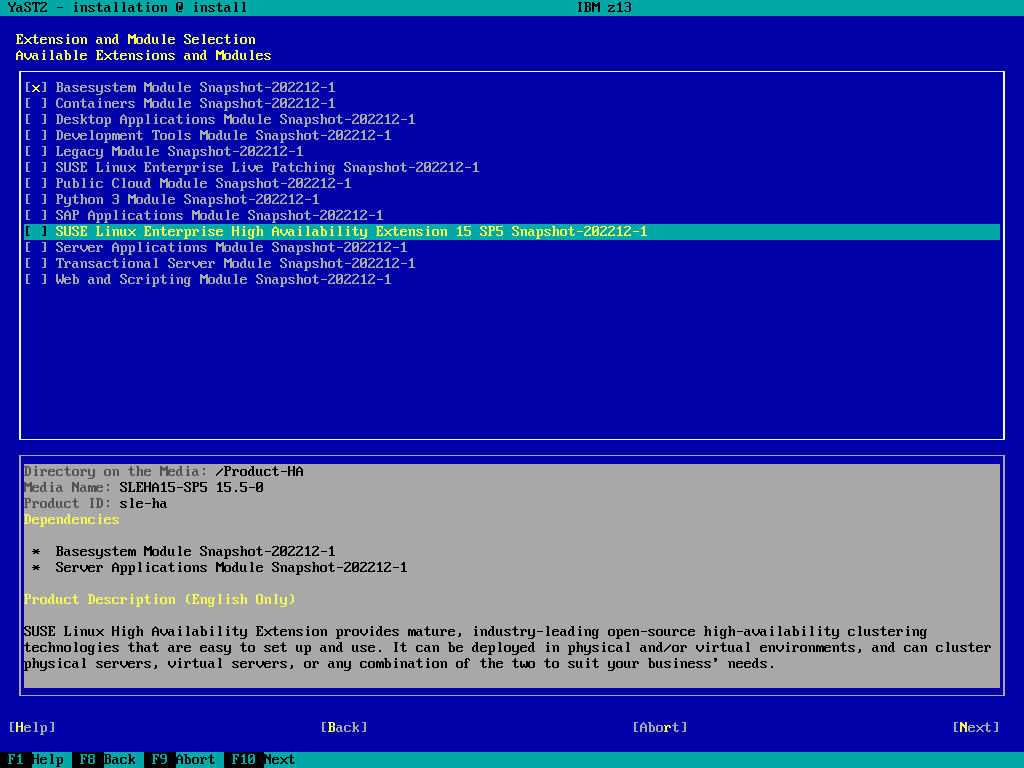 YaST2 - installation @ install IBM z13
Extension and Module Selection
Available Extensions and Modules
[x] Basesystem Module Snapshot-202212-1
[ ] Containers Module Snapshot-202212-1
[ ] Desktop Applications Module Snapshot-202212-1
[ ] Development Tools Module Snapshot-202212-1
[ ] Legacy Module Snapshot-202212-1
[ ] SUSE Linux Enterprise Live Patching Snapshot-202212-1
[ ] Public Cloud Module Snapshot-202212-1
[ ] Python 3 Module Snapshot-202212-1
[ ] SAP Applications Module Snapshot-202212-1
[ ] SUSE Linux Enterprise High Availability Extension 15 SP5 Snapshot-202212-1
[ ] Server Applications Module Snapshot-202212-1
[ ] Transactional Server Module Snapshot-202212-1
[ ] Web and Scripting Module Snapshot-202212-1
Directory on the Media: /Product-HA
Media Name: SLEHA15-SP5 15.5-0
Product ID: sle-ha
Dependencies
* Basesystem Module Snapshot-202212-1
* Server Applications Module Snapshot-202212-1
Product Description (English Only)
SUSE Linux High Availability Extension provides mature, industry-leading open-source high-availability clustering
technologies that are easy to set up and use. It can be deployed in physical and/or virtual environments, and can cluster
physical servers, virtual servers, or any combination of the two to suit your business' needs.
[Help] [Back] [Abort] [Next]
F1 Help F8 Back F9 Abort F10 Next